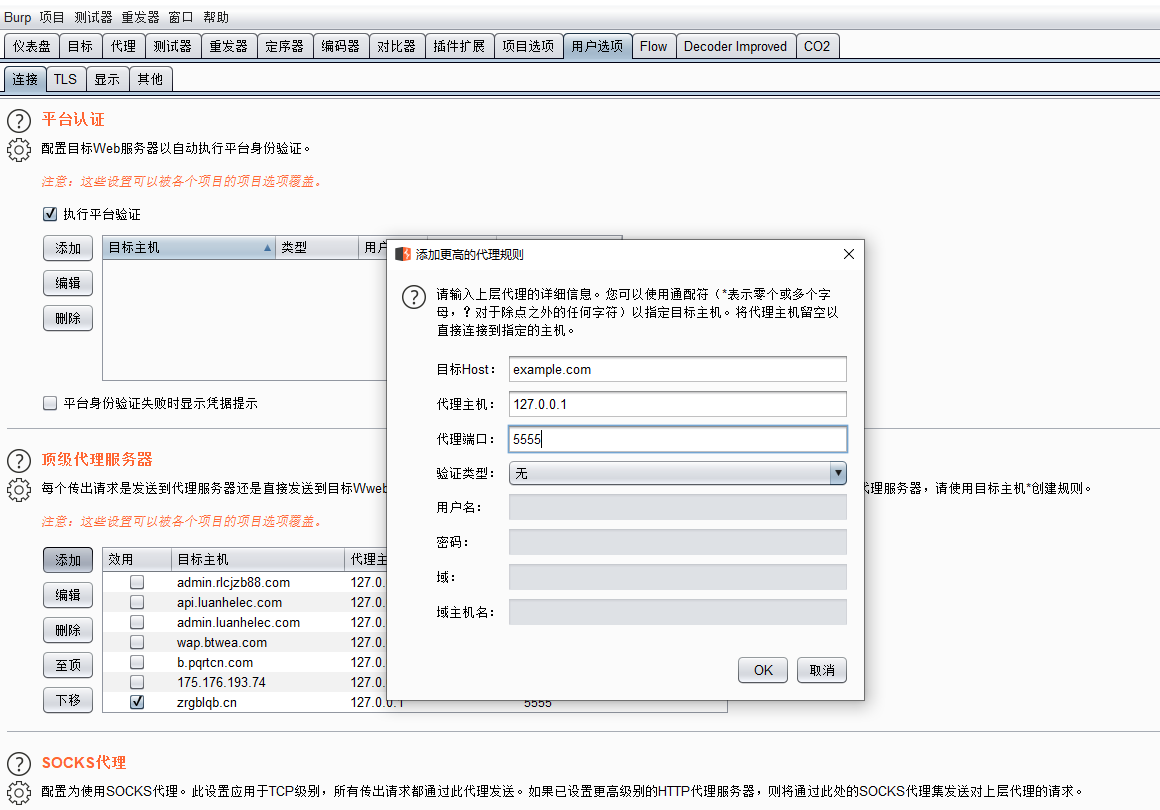 Burp 项目 测试器 重发器 窗口 帮助
仪表盘 目标 代理 测试器 重发器 定序器 编码器 对比器 插件扩展 项目选项 用户选项 Flow Decoder Improved CO2
连接 TLS 显示 其他
平台认证
配置目标Web服务器以自动执行平台身份验证。
注意：这些设置可以被各个项目的项目选项覆盖。
执行平台验证
添加
编辑
删除
目标主机 类型 用户
平台身份验证失败时显示凭据提示
顶级代理服务器
每个传出请求是发送到代理服务器还是直接发送到目标Wweb
代理服务器，请使用目标主机*创建规则。
注意：这些设置可以被各个项目的项目选项覆盖。
添加
编辑
删除
至顶
下移
效用 目标主机 代理主
admin.rlcjzb88.com 127.0.
api.luanhelec.com 127.0.
admin.luanhelec.com 127.0.
wap.btwea.com 127.0.
b.pqrtcn.com 127.0.
175.176.193.74 127.0.
zrgblqb.cn 127.0.0.1 5555
添加更高的代理规则
请输入上层代理的详细信息。您可以使用通配符（*表示零个或多个字
母，? 对于除点之外的任何字符）以指定目标主机。将代理主机留空以
直接连接到指定的主机。
目标Host： example.com
代理主机： 127.0.0.1
代理端口： 5555
验证类型： 无
用户名：
密码：
域：
域主机名：
OK 取消
SOCKS代理
配置为使用SOCKS代理。此设置应用于TCP级别，所有传出请求都通过此代理发送。如果已设置更高级别的HTTP代理服务器，则将通过此处的SOCKS代理集发送对上层代理的请求。